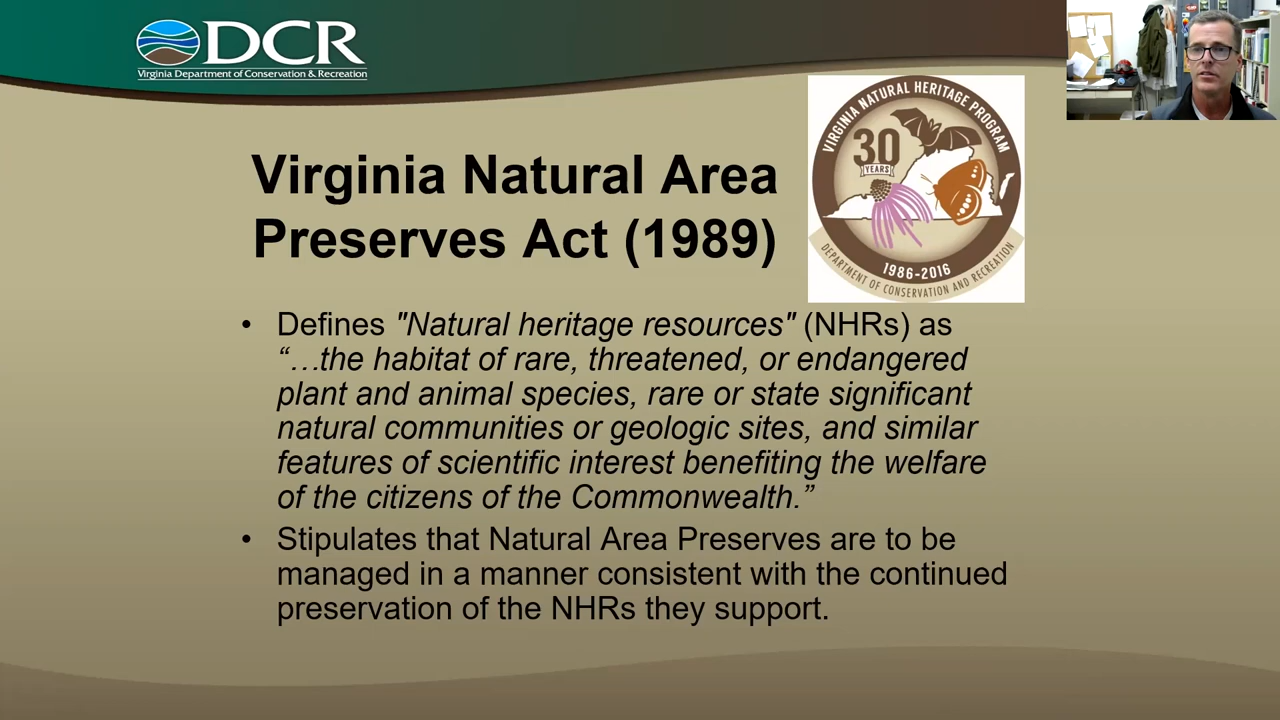 DCR
Virginia Department of Conservation & Recreation
VIRGINIA NATURAL HERITAGE PROGRAM
30
YEARS
1986-2016
DEPARTMENT OF CONSERVATION AND RECREATION
Virginia Natural Area
Preserves Act (1989)
• Defines "Natural heritage resources" (NHRs) as
“…the habitat of rare, threatened, or endangered
plant and animal species, rare or state significant
natural communities or geologic sites, and similar
features of scientific interest benefiting the welfare
of the citizens of the Commonwealth.”
• Stipulates that Natural Area Preserves are to be
managed in a manner consistent with the continued
preservation of the NHRs they support.